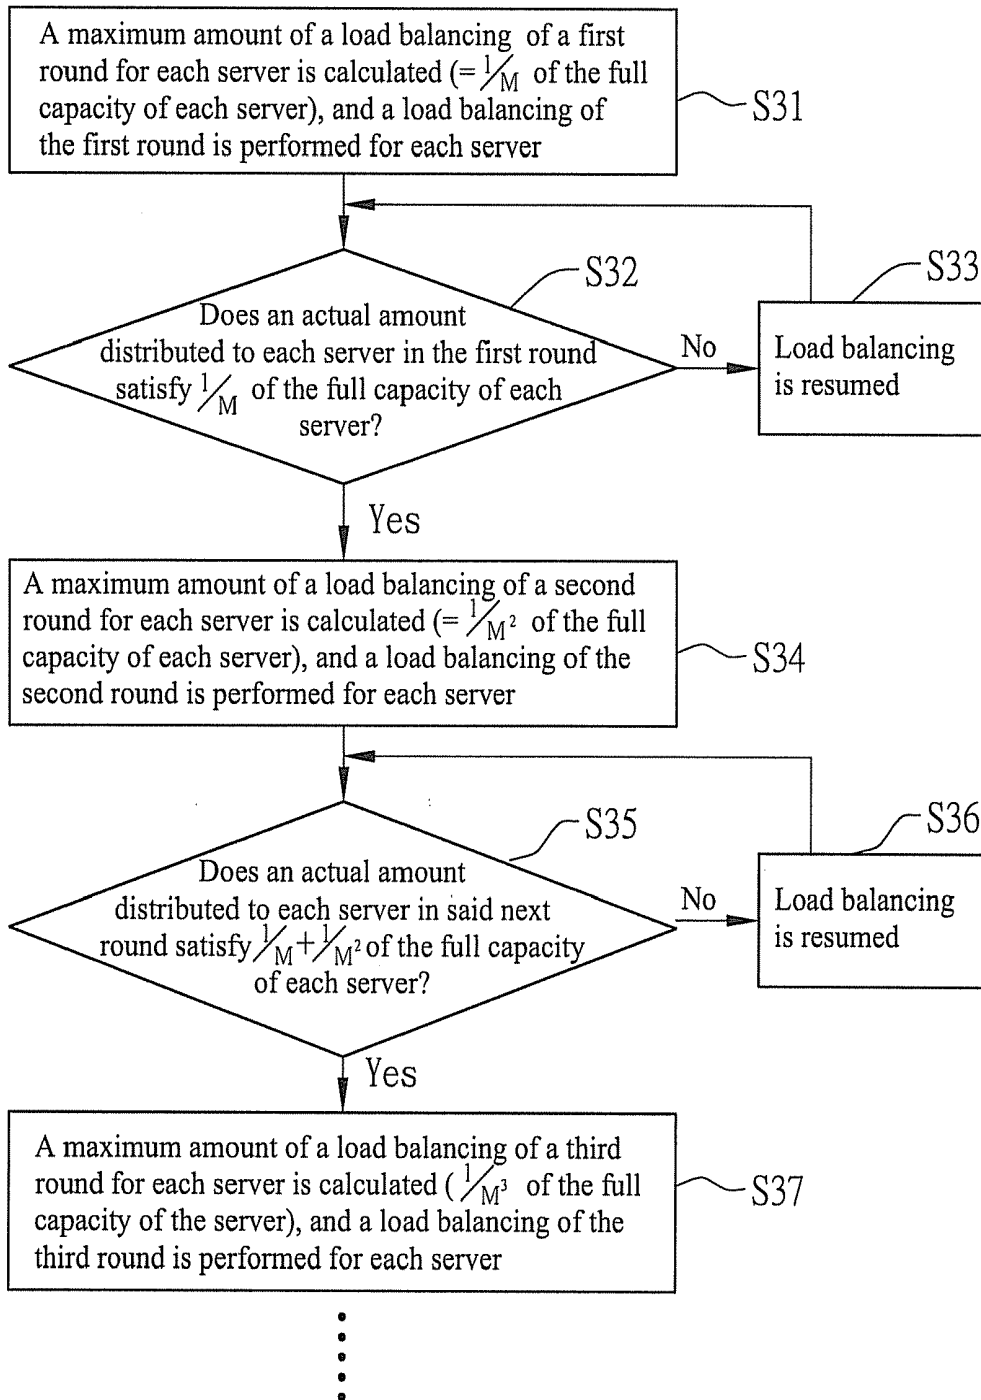 A maximum amount of a load balancing of a first
round for each server is calculated (= 1/M of the full
capacity of each server), and a load balancing of
the first round is performed for each server
S31
S32
Does an actual amount
distributed to each server in the first round
satisfy 1/M of the full capacity of each
server?
No
S33
Load balancing
is resumed
Yes
A maximum amount of a load balancing of a second
round for each server is calculated (= 1/M² of the full
capacity of each server), and a load balancing of the
second round is performed for each server
S34
S35
Does an actual amount
distributed to each server in said next
round satisfy 1/M+1/M² of the full capacity
of each server?
No
S36
Load balancing
is resumed
Yes
A maximum amount of a load balancing of a third
round for each server is calculated ( 1/M³ of the full
capacity of the server), and a load balancing of the
third round is performed for each server
S37